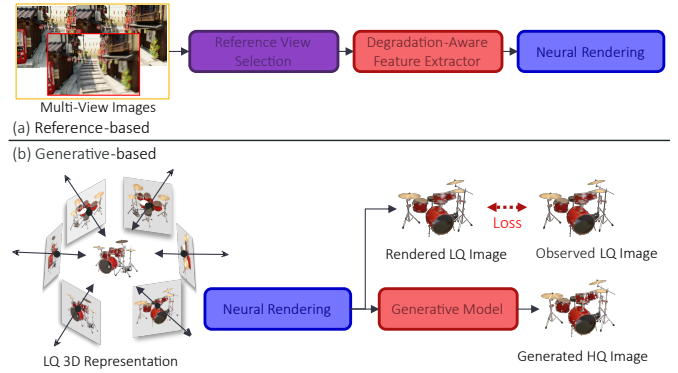 Reference View
Selection
Degradation-Aware
Feature Extractor
Neural Rendering
Multi-View Images
(a) Reference-based
(b) Generative-based
Rendered LQ Image
Loss
Observed LQ Image
Neural Rendering
Generative Model
LQ 3D Representation
Generated HQ Image